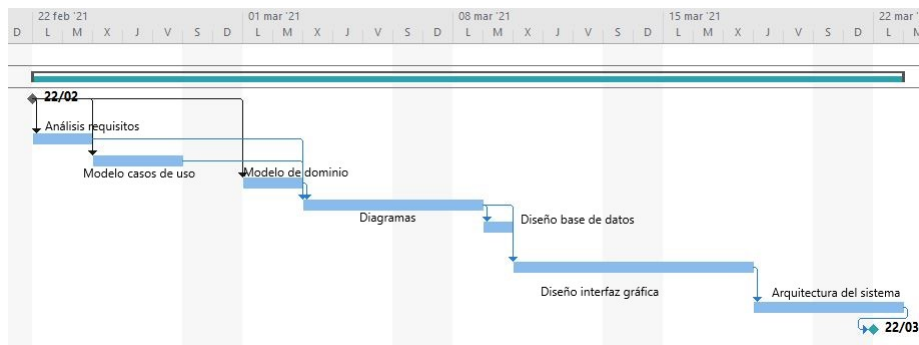 22 feb '21 01 mar '21 08 mar '21 15 mar '21 22 mar '
D L M X J V S D L M X J V S D L M X J V S D L M X J V S D L M
22/02
Análisis requisitos
Modelo casos de uso
Modelo de dominio
Diagramas
Diseño base de datos
Diseño interfaz gráfica
Arquitectura del sistema
22/03